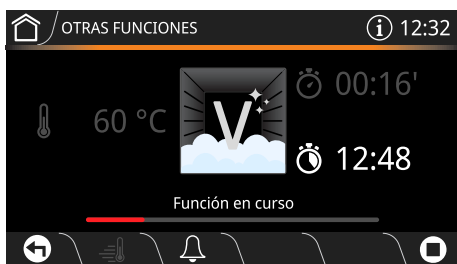 OTRAS FUNCIONES
i 12:32
60 °C
V
00:16'
12:48
Función en curso